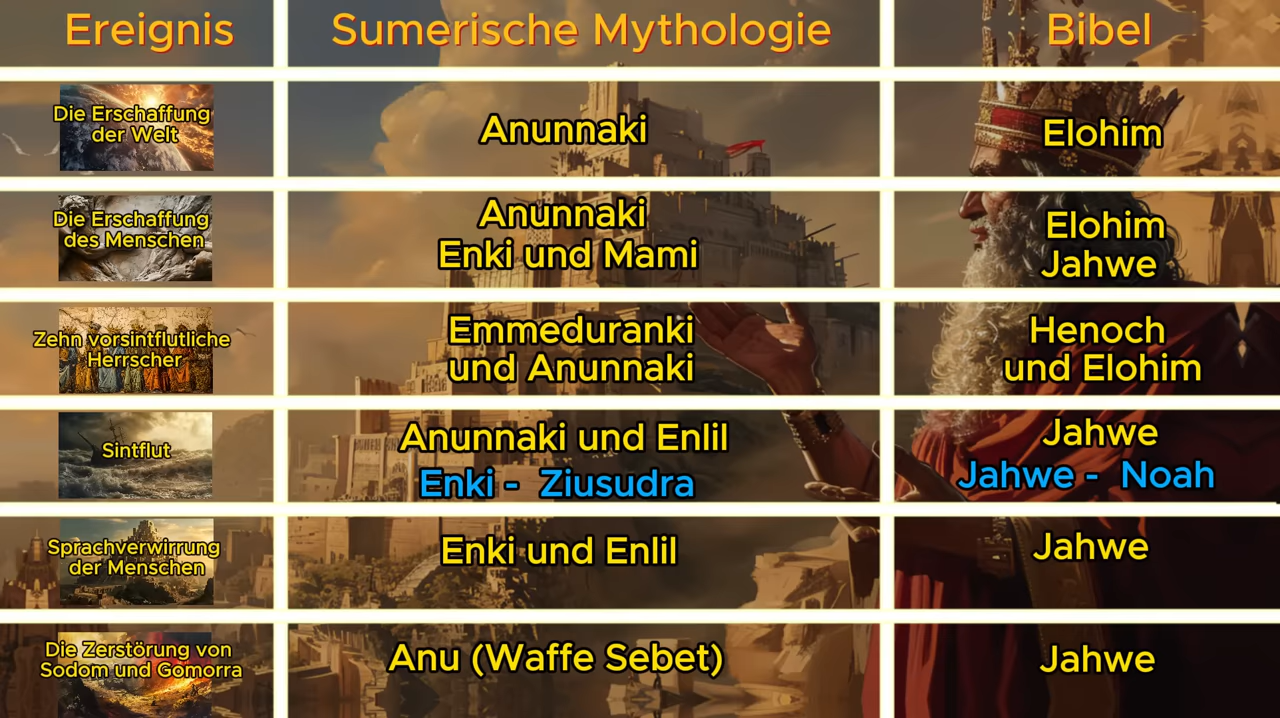 Ereignis
Sumerische Mythologie
Bibel
Die Erschaffung
der Welt
Anunnaki
Elohim
Die Erschaffung
des Menschen
Anunnaki
Enki und Mami
Elohim
Jahwe
Zehn vorsintflutliche
Herrscher
Emmeduranki
und Anunnaki
Henoch
und Elohim
Sintflut
Anunnaki und Enlil
Enki - Ziusudra
Jahwe
Jahwe - Noah
Sprachverwirrung
der Menschen
Enki und Enlil
Jahwe
Die Zerstörung von
Sodom und Gomorra
Anu (Waffe Sebet)
Jahwe